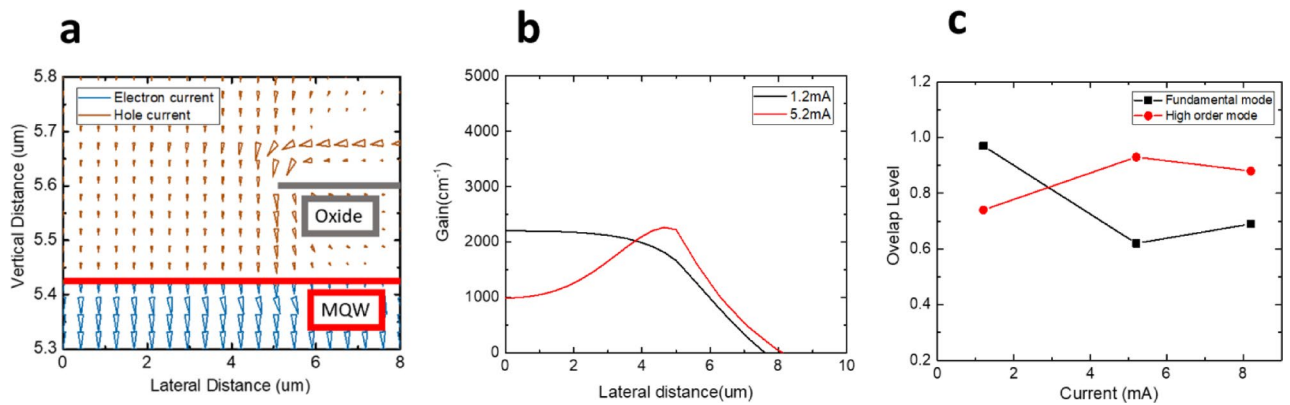 a
Electron current
Hole current
Oxide
MQW
5.8
5.7
5.6
5.5
5.4
5.3
Vertical Distance (um)
0
2
4
6
8
Lateral Distance (um)
b
1.2mA
5.2mA
5000
4000
3000
2000
1000
0
Gain(cm-1)
0
2
4
6
8
10
Lateral distance(um)
c
Fundamental mode
High order mode
1.2
1.0
0.8
0.6
0.4
0.2
Ovelap Level
0
2
4
6
8
Current (mA)